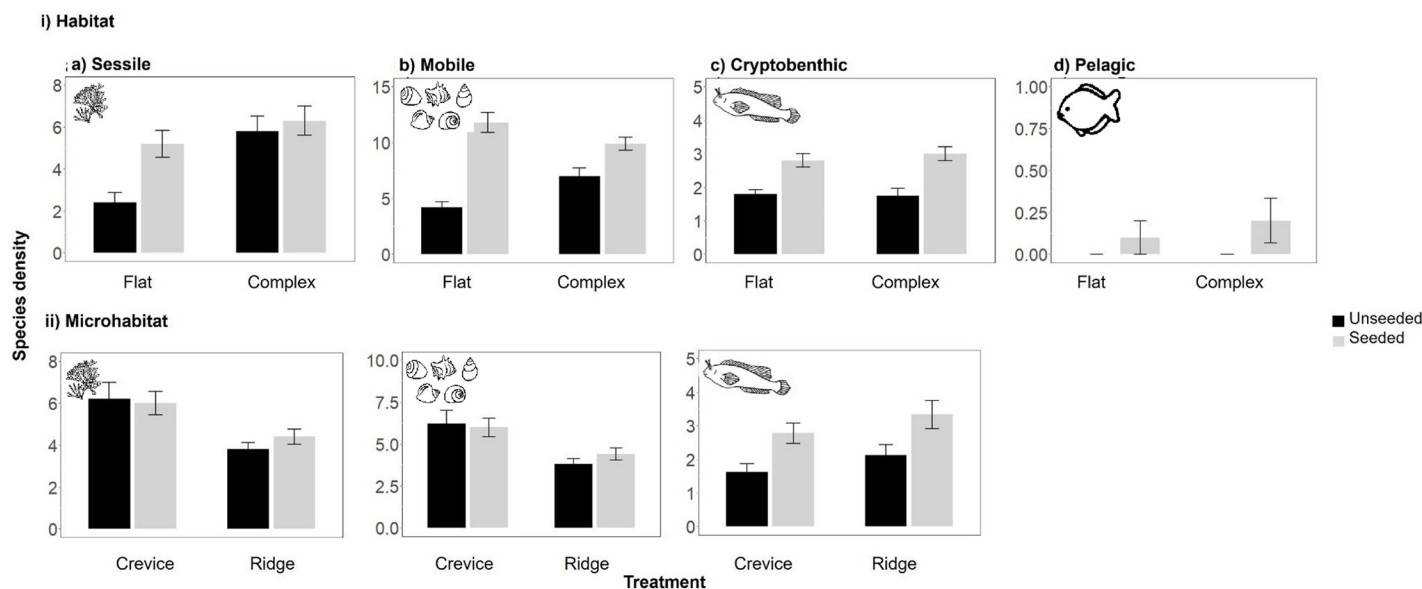 i) Habitat
a) Sessile
b) Mobile
c) Cryptobenthic
d) Pelagic
8
6
4
2
0
Flat
Complex
15
10
5
0
Flat
Complex
5
4
3
2
1
0
Flat
Complex
1.00
0.75
0.50
0.25
0.00
Flat
Complex
Species density
Unseeded
Seeded
ii) Microhabitat
8
6
4
2
0
Crevice
Ridge
10.0
7.5
5.0
2.5
0.0
Crevice
Ridge
5
4
3
2
1
0
Crevice
Ridge
Treatment